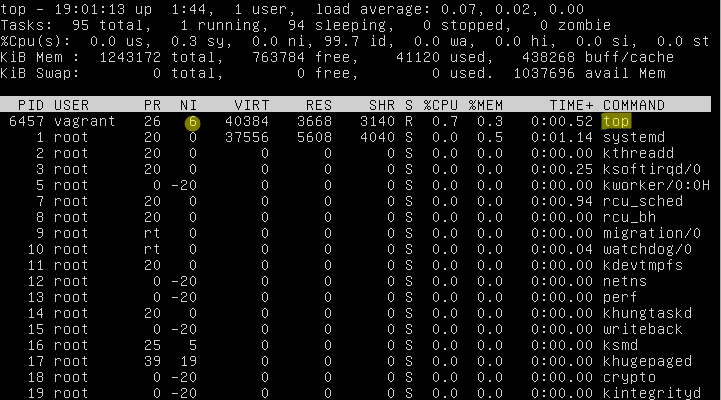 top - 19:01:13 up  1:44,  1 user,  load average: 0.07, 0.02, 0.00
Tasks:  95 total,   1 running,  94 sleeping,   0 stopped,   0 zombie
%Cpu(s):  0.0 us,  0.3 sy,  0.0 ni, 99.7 id,  0.0 wa,  0.0 hi,  0.0 si,  0.0 st
KiB Mem :  1243172 total,   763784 free,    41120 used,   438268 buff/cache
KiB Swap:        0 total,        0 free,        0 used.  1037696 avail Mem
PID USER      PR  NI    VIRT    RES    SHR S %CPU %MEM     TIME+ COMMAND
6457 vagrant   26   6   40384   3668   3140 R  0.7  0.3   0:00.52 top
1 root      20   0   37556   5608   4040 S  0.0  0.5   0:01.14 systemd
2 root      20   0       0      0      0 S  0.0  0.0   0:00.00 kthreadd
3 root      20   0       0      0      0 S  0.0  0.0   0:00.25 ksoftirqd/0
5 root       0 -20       0      0      0 S  0.0  0.0   0:00.00 kworker/0:0H
7 root      20   0       0      0      0 S  0.0  0.0   0:00.94 rcu_sched
8 root      20   0       0      0      0 S  0.0  0.0   0:00.00 rcu_bh
9 root      rt   0       0      0      0 S  0.0  0.0   0:00.00 migration/0
10 root      rt   0       0      0      0 S  0.0  0.0   0:00.04 watchdog/0
11 root      20   0       0      0      0 S  0.0  0.0   0:00.00 kdevtmpfs
12 root       0 -20       0      0      0 S  0.0  0.0   0:00.00 netns
13 root       0 -20       0      0      0 S  0.0  0.0   0:00.00 perf
14 root      20   0       0      0      0 S  0.0  0.0   0:00.00 khungtaskd
15 root       0 -20       0      0      0 S  0.0  0.0   0:00.00 writeback
16 root      25   5       0      0      0 S  0.0  0.0   0:00.00 ksmd
17 root      39  19       0      0      0 S  0.0  0.0   0:00.00 khugepaged
18 root       0 -20       0      0      0 S  0.0  0.0   0:00.00 crypto
19 root       0 -20       0      0      0 S  0.0  0.0   0:00.00 kintegrityd